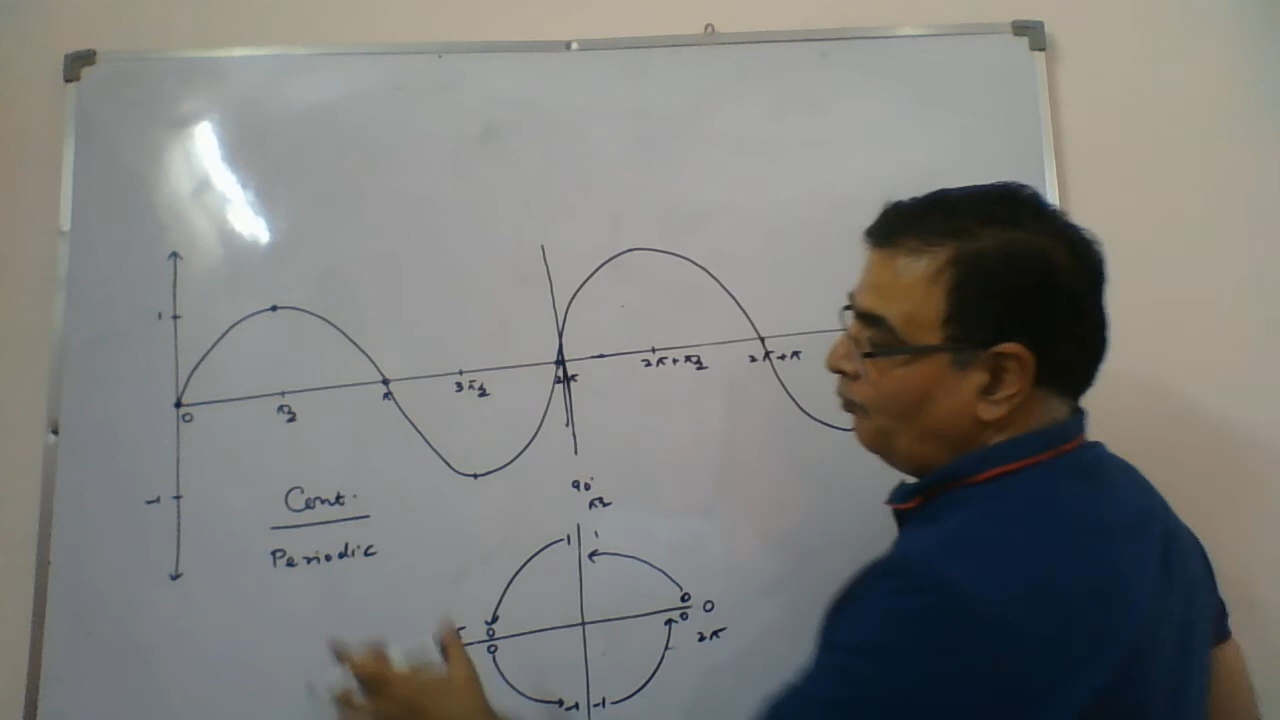 1
0 π/2 π 3π/2 2π 2π+π/2 2π+π
-1
Cont.
Periodic
90°
π/2
1 1
0 0
0 0 2π
0
-1 -1